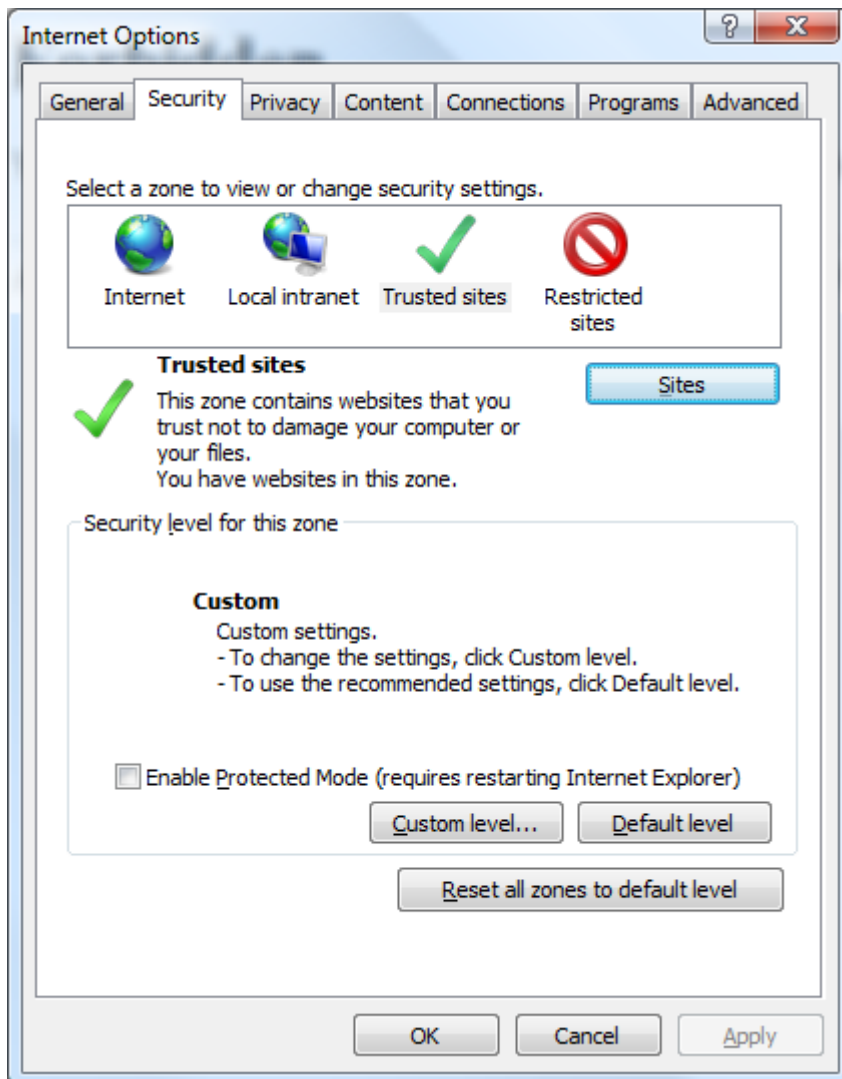 Internet Options
General Security Privacy Content Connections Programs Advanced
Select a zone to view or change security settings.
Internet Local intranet Trusted sites Restricted
sites
Trusted sites
Sites
This zone contains websites that you
trust not to damage your computer or
your files.
You have websites in this zone.
Security level for this zone
Custom
Custom settings.
- To change the settings, click Custom level.
- To use the recommended settings, click Default level.
Enable Protected Mode (requires restarting Internet Explorer)
Custom level... Default level
Reset all zones to default level
OK Cancel Apply